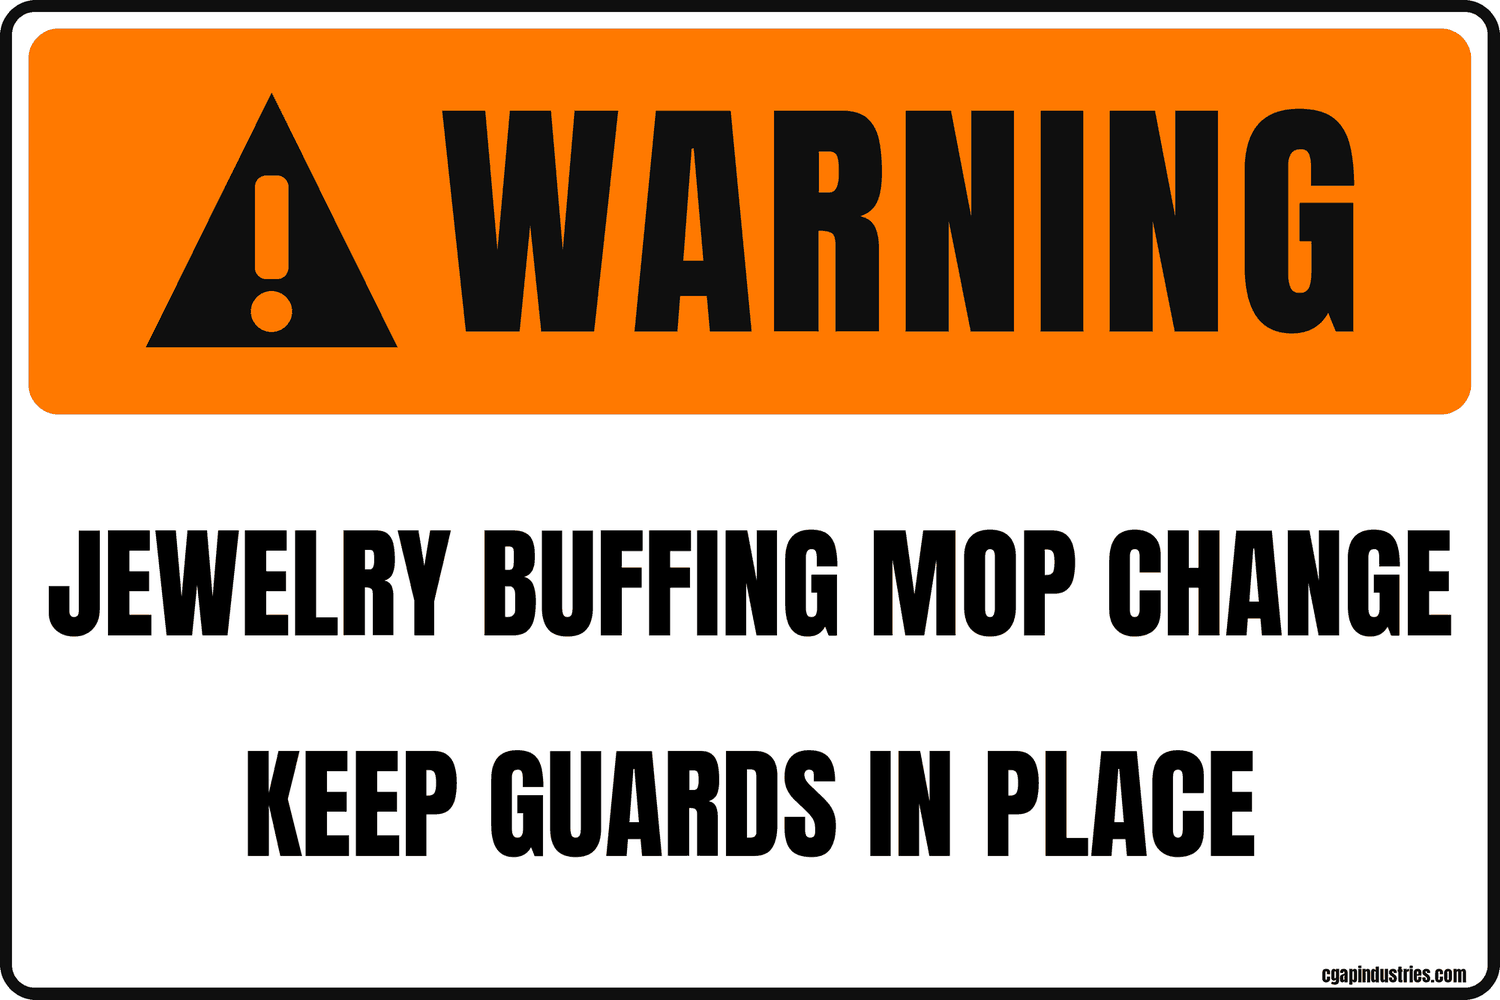 WARNING
JEWELRY BUFFING MOP CHANGE
KEEP GUARDS IN PLACE
cgapindustries.com